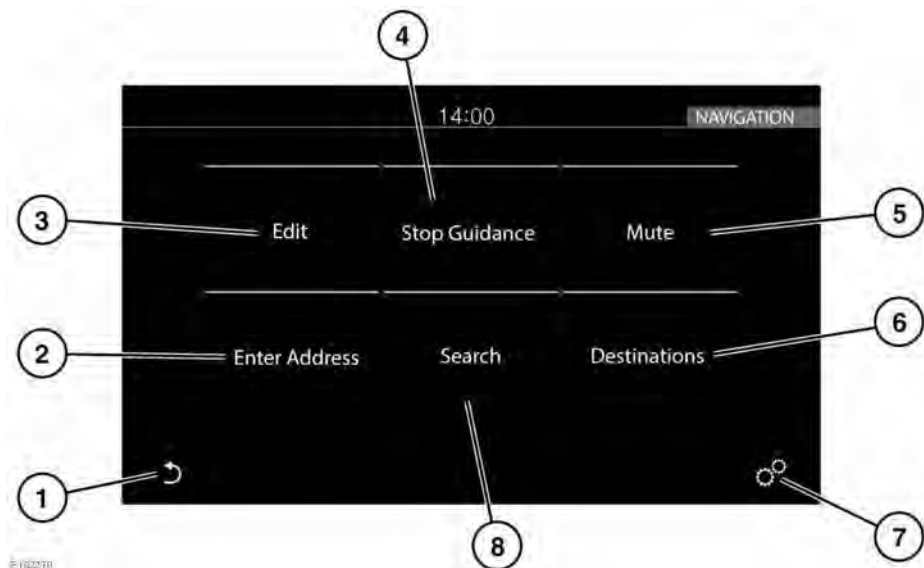 4
14:00
NAVIGATION
3
Edit
Stop Guidance
Mute
5
2
Enter Address
Search
Destinations
6
1
8
7